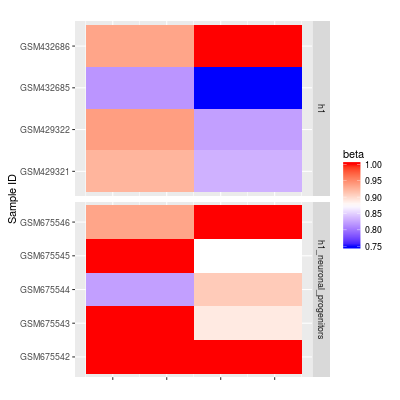 GSM432686
GSM432685
GSM429322
GSM429321
h1
GSM675546
GSM675545
GSM675544
GSM675543
GSM675542
h1_neuronal_progenitors
Sample ID
beta
1.00
0.95
0.90
0.85
0.80
0.75